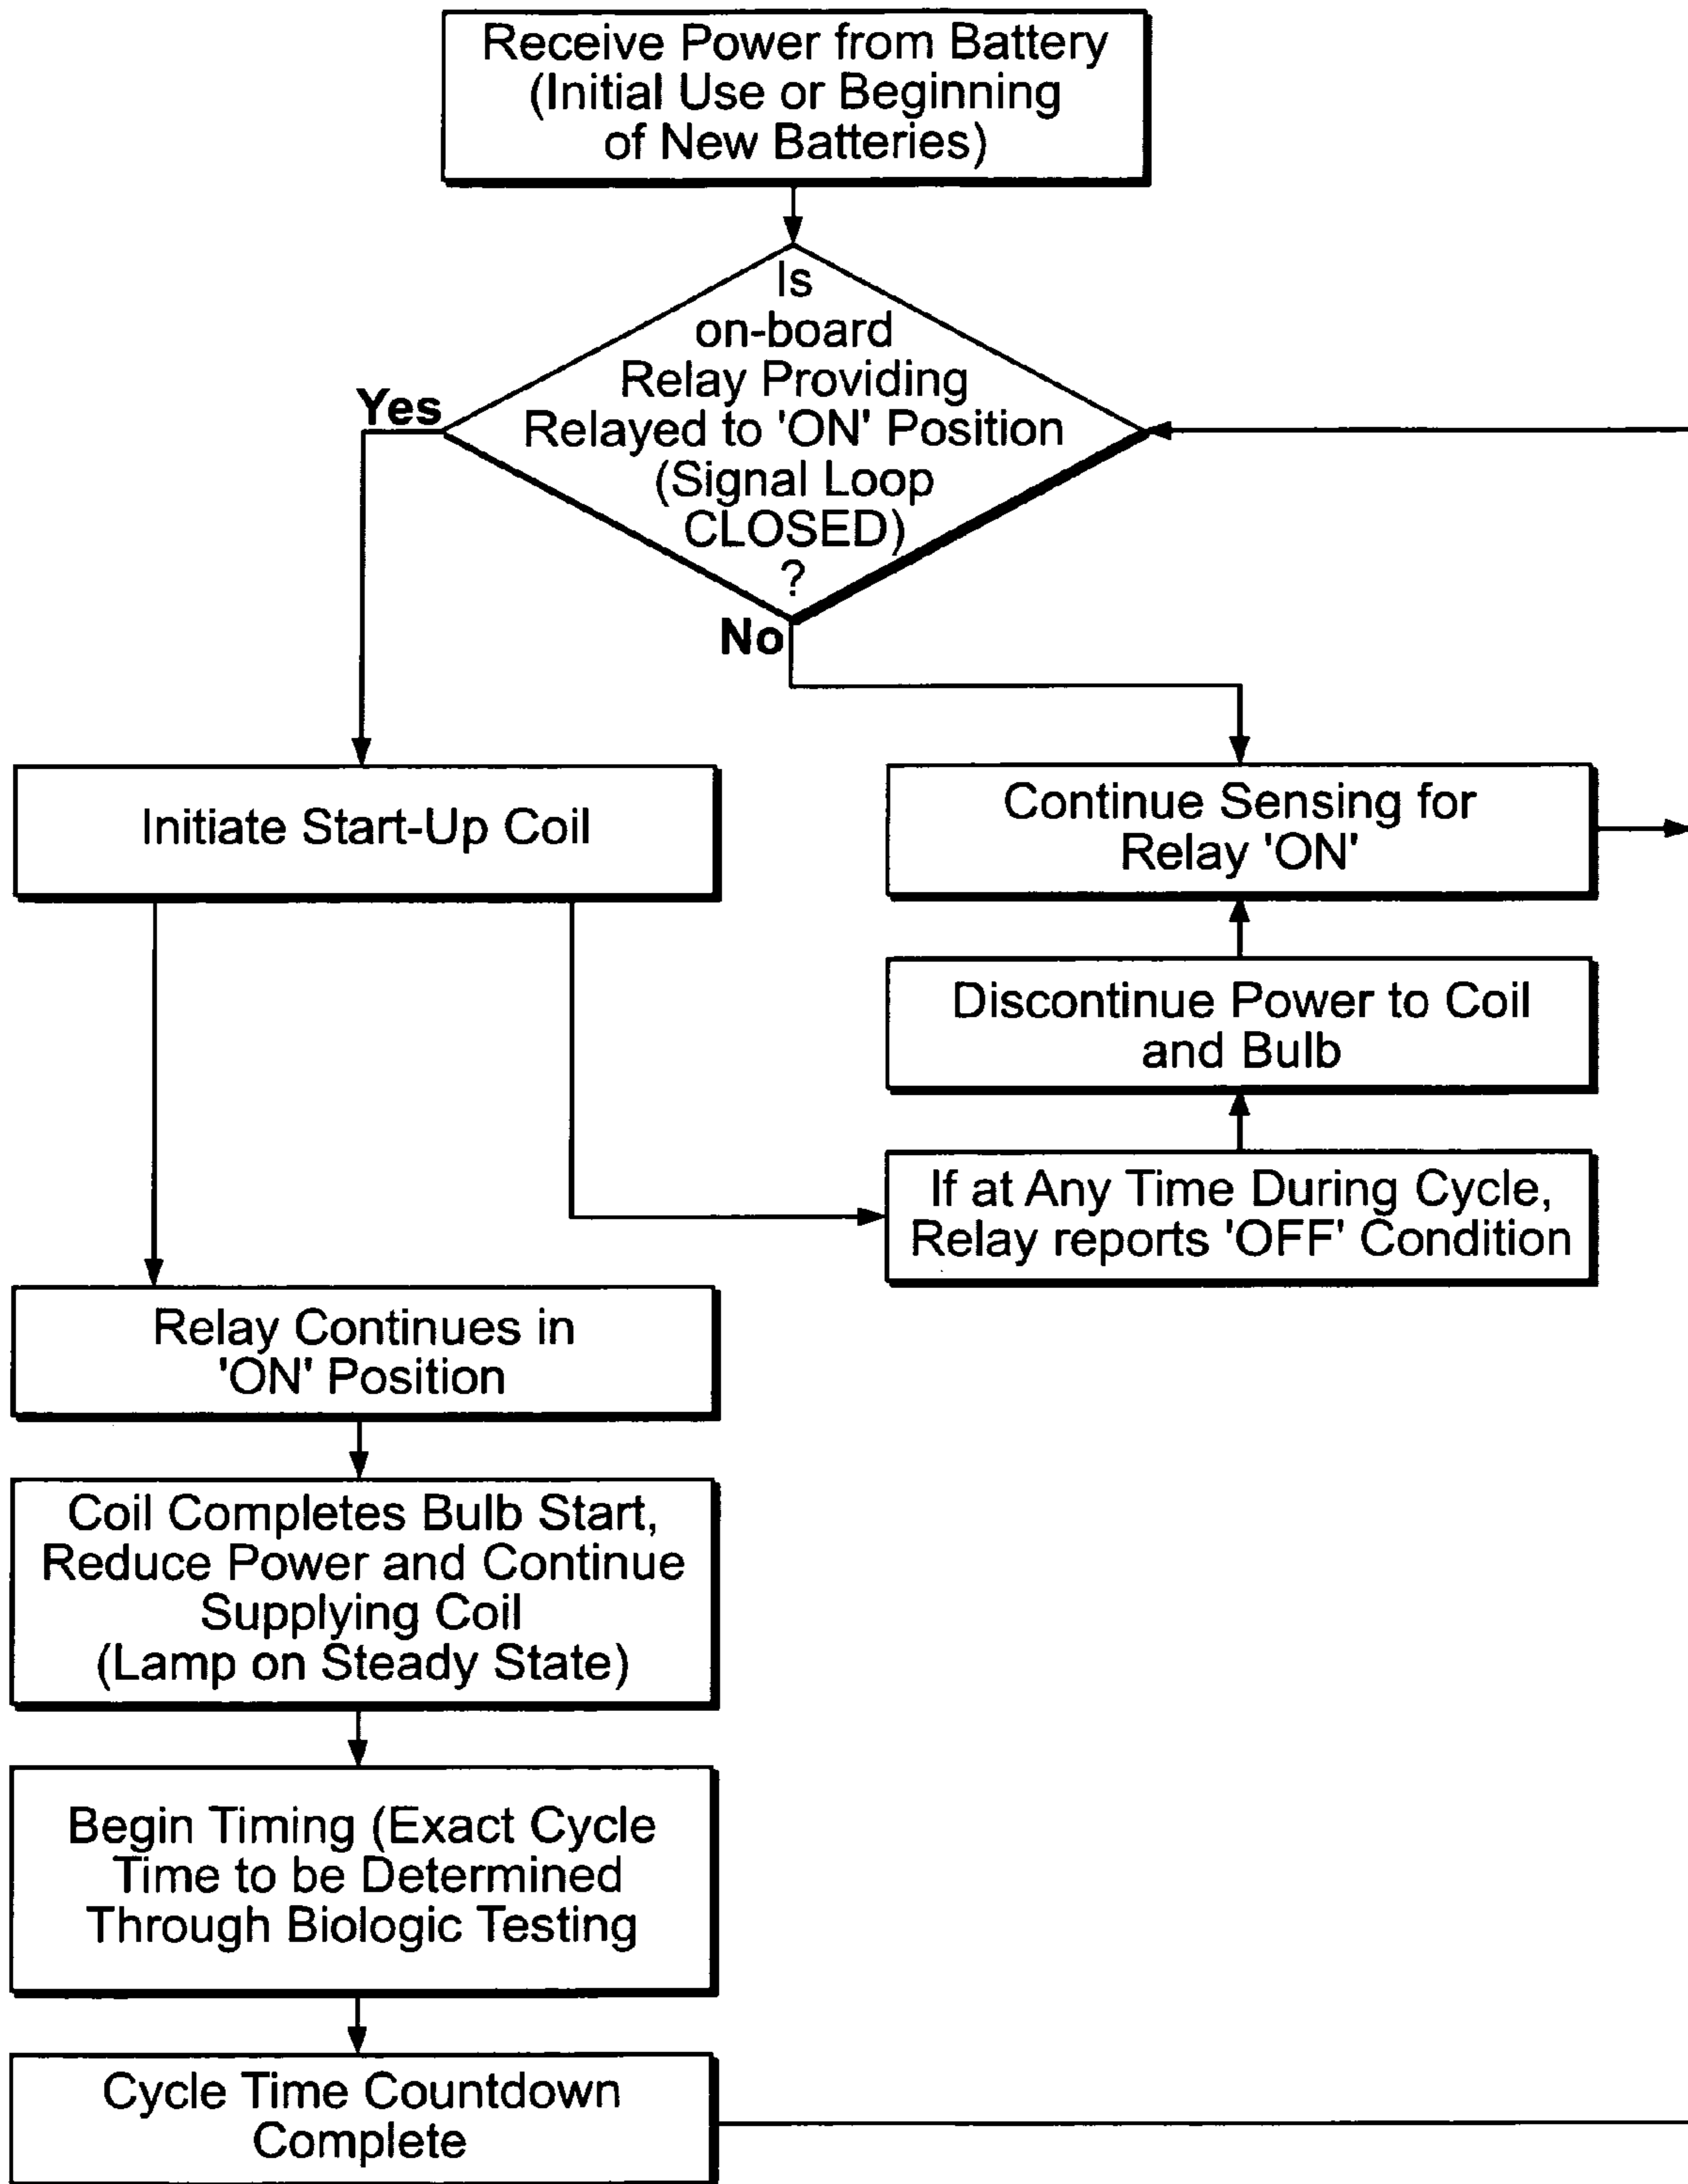 Receive Power from Battery
(Initial Use or Beginning
of New Batteries)
Is
on-board
Relay Providing
Relayed to 'ON' Position
(Signal Loop
CLOSED)
?
Yes
No
Initiate Start-Up Coil
Continue Sensing for
Relay 'ON'
Discontinue Power to Coil
and Bulb
If at Any Time During Cycle,
Relay reports 'OFF' Condition
Relay Continues in
'ON' Position
Coil Completes Bulb Start,
Reduce Power and Continue
Supplying Coil
(Lamp on Steady State)
Begin Timing (Exact Cycle
Time to be Determined
Through Biologic Testing
Cycle Time Countdown
Complete